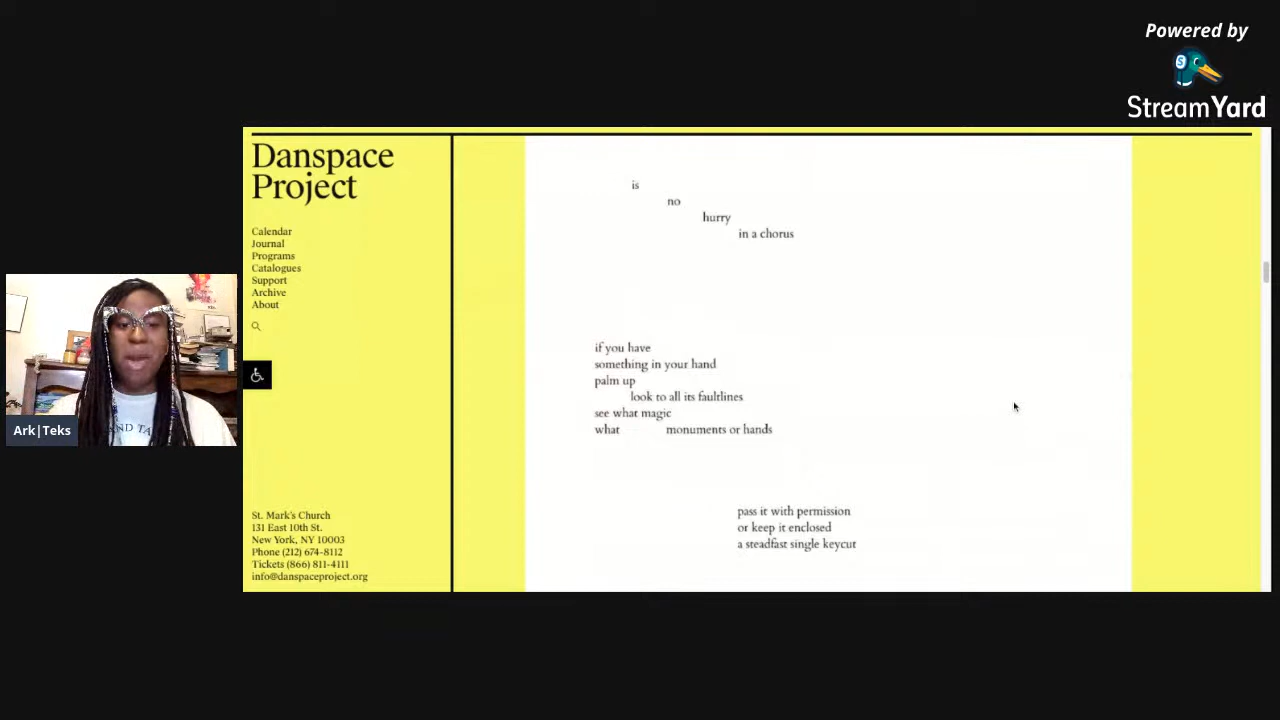 Powered by
StreamYard
Danspace
Project
Calendar
Journal
Programs
Catalogues
Support
Archive
About
St. Mark's Church
131 East 10th St.
New York, NY 10003
Phone (212) 674-8112
Tickets (866) 811-4111
info@danspaceproject.org
is
no
hurry
in a chorus
if you have
something in your hand
palm up
look to all its faultlines
see what magic
what monuments or hands
pass it with permission
or keep it enclosed
a steadfast single keycut
Ark|Teks